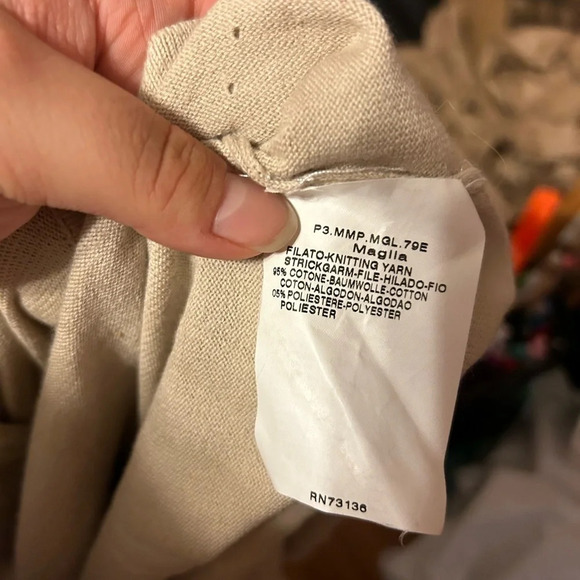 P3.MMP.MGL.79E
Maglia
FILATO-KNITTING YARN
STRICKGARM-FILE-HILADO-FIO
95% COTONE-BAUMWOLLE-COTTON
COTON-ALGODON-ALGODAO
05% POLIESTERE-POLYESTER
POLIESTER
RN73136